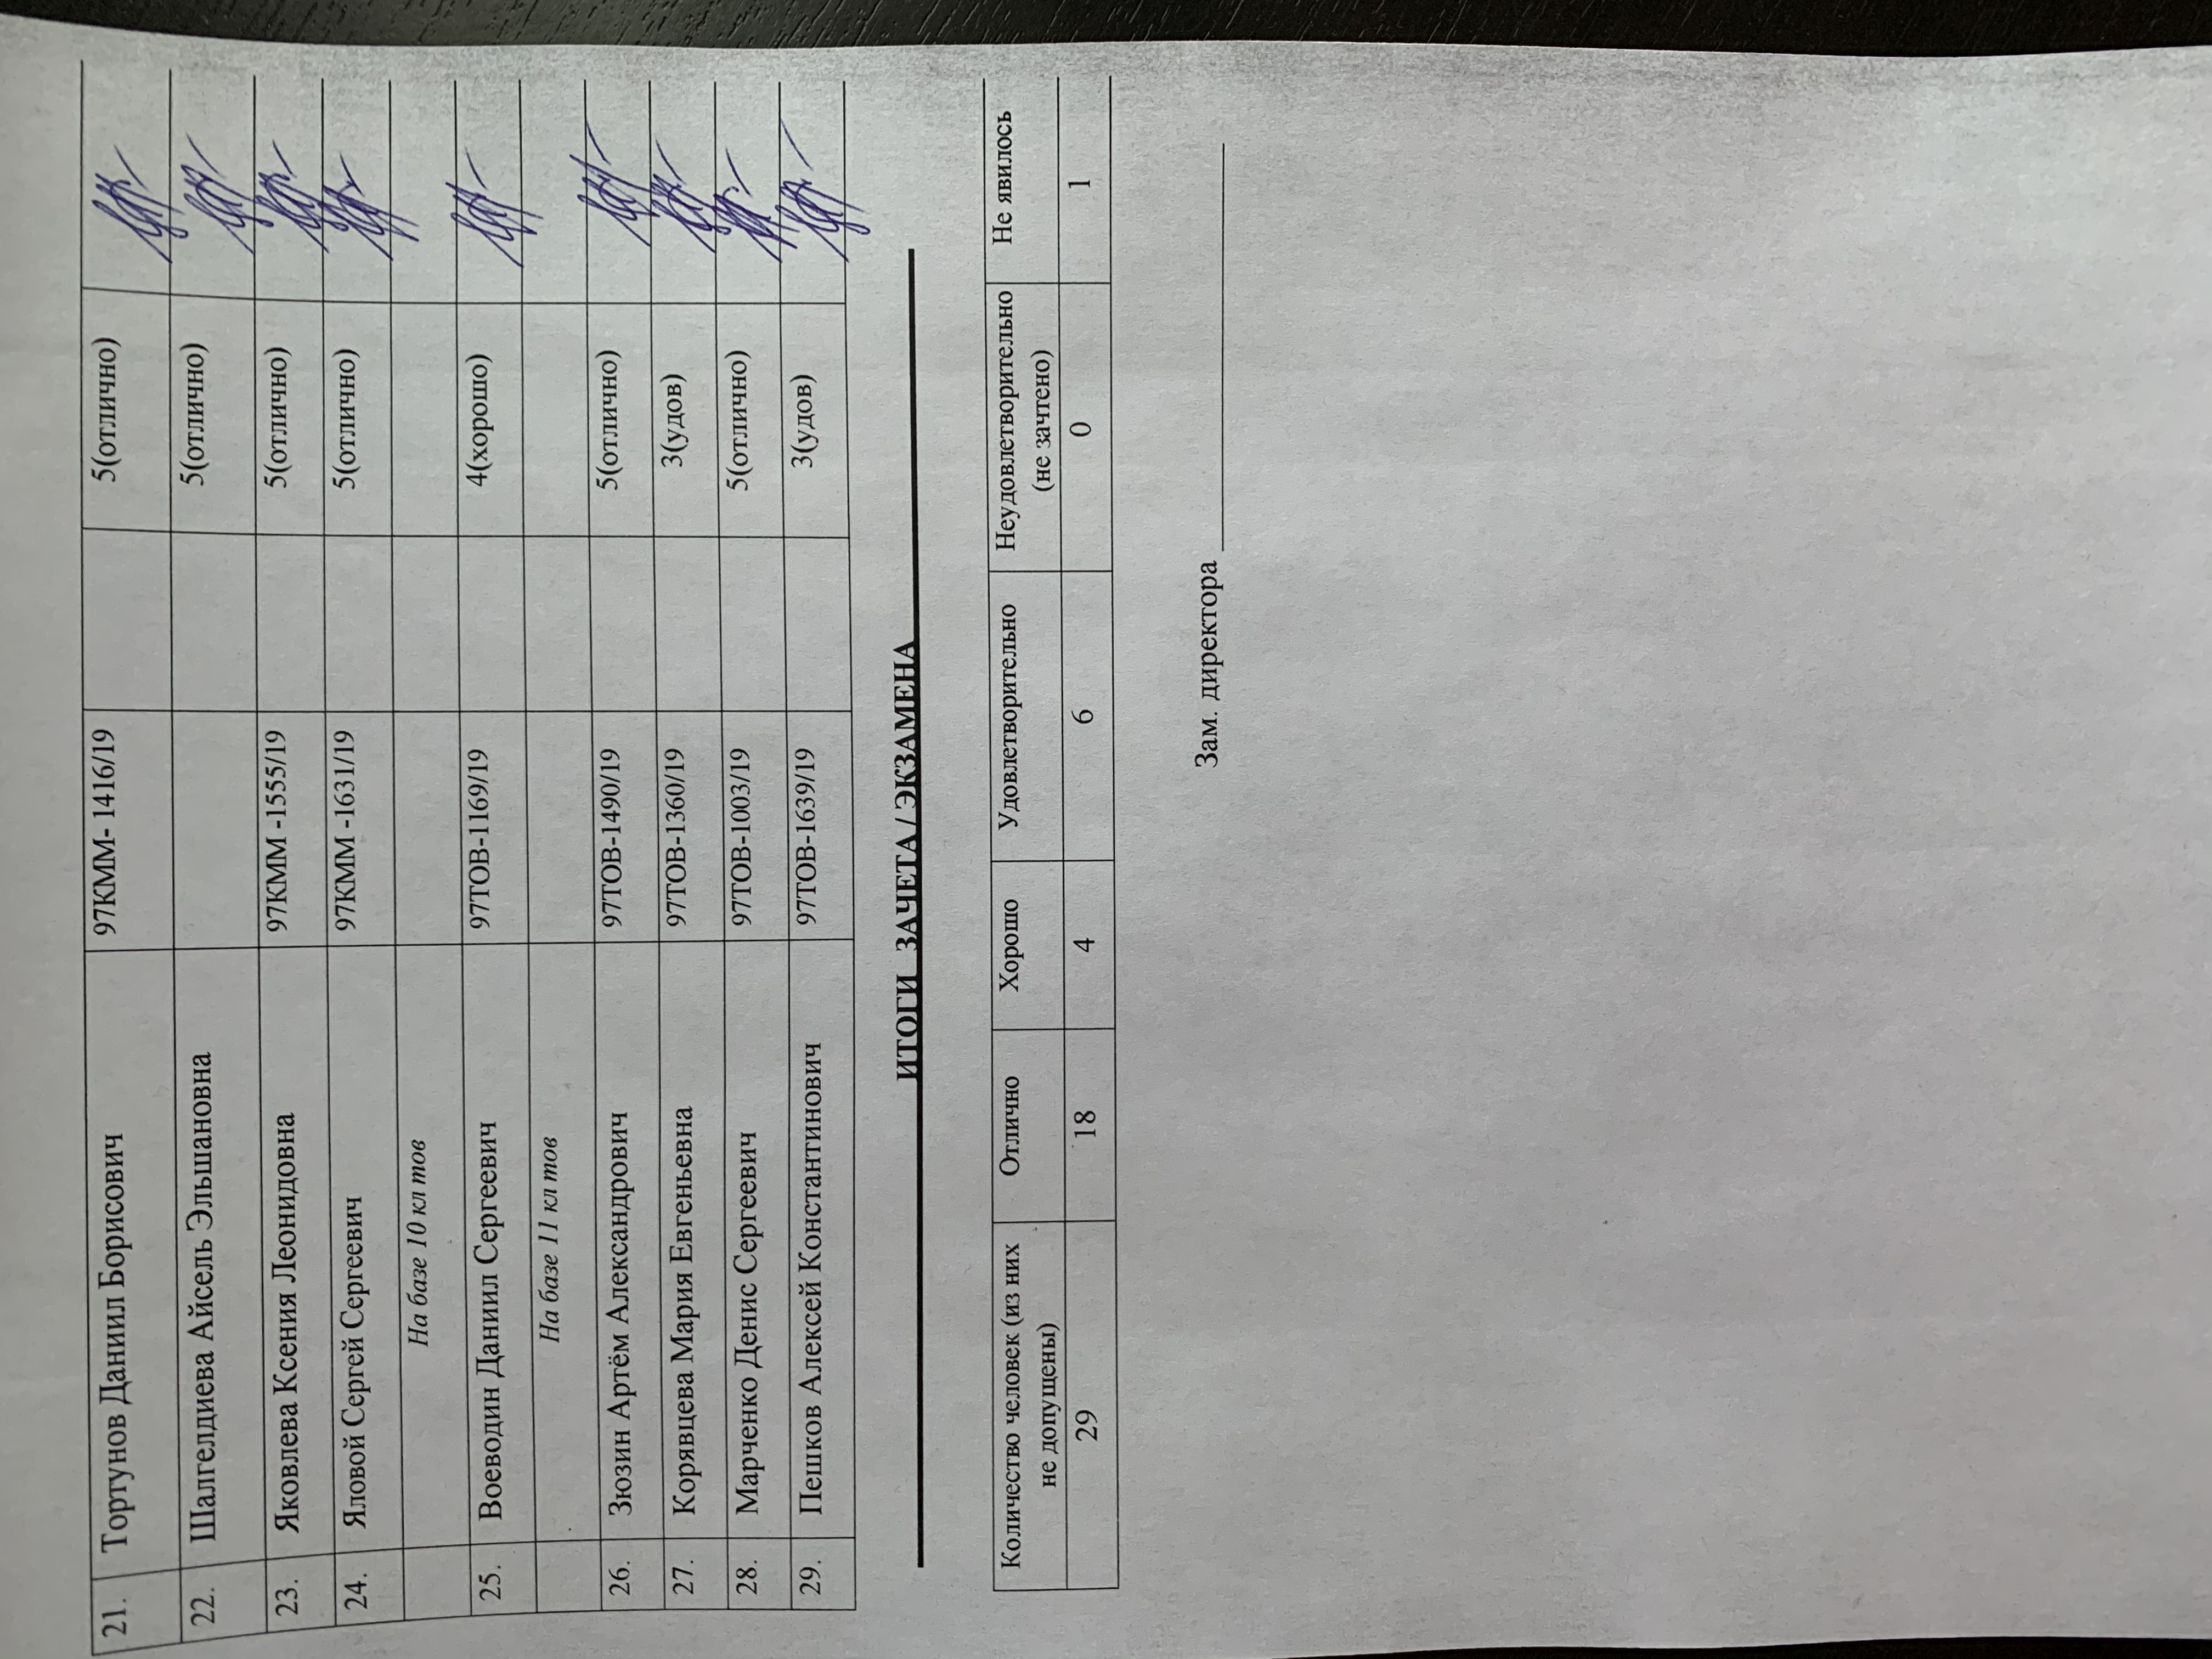 21. Тортунов Даниил Борисович 97КММ- 1416/19 5(отлично)
22. Шалгелдиева Айсель Эльшановна 5(отлично)
23. Яковлева Ксения Леонидовна 97КММ -1555/19 5(отлично)
24. Яловой Сергей Сергеевич 97КММ -1631/19 5(отлично)
На базе 10 кл тов
25. Воеводин Даниил Сергеевич 97ТОВ-1169/19 4(хорошо)
На базе 11 кл тов
26. Зюзин Артём Александрович 97ТОВ-1490/19 5(отлично)
27. Корявцева Мария Евгеньевна 97ТОВ-1360/19 3(удов)
28. Марченко Денис Сергеевич 97ТОВ-1003/19 5(отлично)
29. Пешков Алексей Константинович 97ТОВ-1639/19 3(удов)
ИТОГИ ЗАЧЕТА / ЭКЗАМЕНА
Количество человек (из них Отлично Хорошо Удовлетворительно Неудовлетворительно Не явилось
не допущены) (не зачтено)
29 18 4 6 0 1
Зам. директора